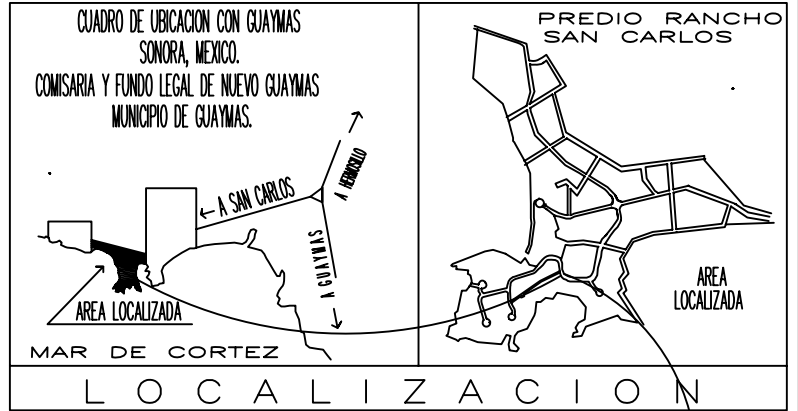 CUADRO DE UBICACION CON GUAYMAS
SONORA, MEXICO.
COMISARIA Y FUNDO LEGAL DE NUEVO GUAYMAS
MUNICIPIO DE GUAYMAS.
A HERMOSILLO
A SAN CARLOS
A GUAYMAS
AREA LOCALIZADA
MAR DE CORTEZ
PREDIO RANCHO
SAN CARLOS
AREA
LOCALIZADA
LOCALIZACION